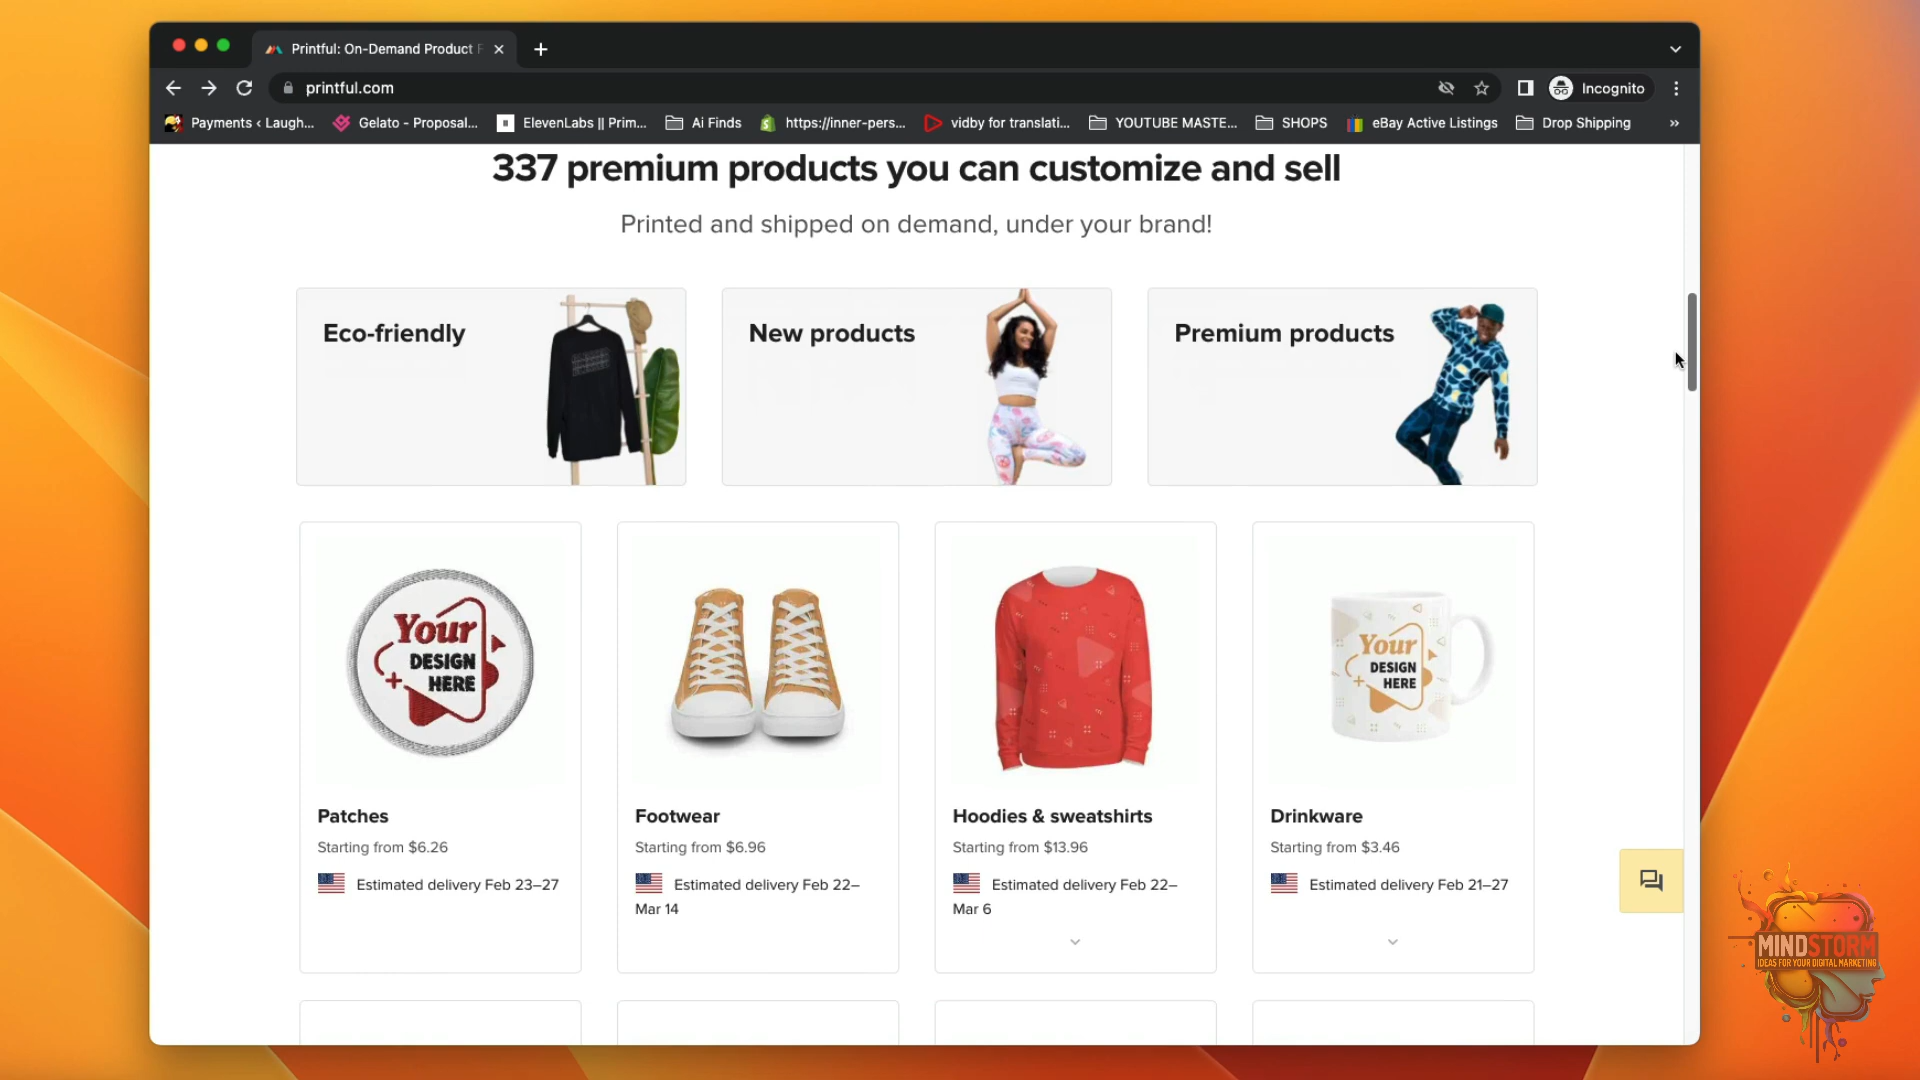 Printful: On-Demand Product F
printful.com
Incognito
Payments ‹ Laugh...
Gelato - Proposal...
ElevenLabs || Prim...
Ai Finds
https://inner-pers...
vidby for translati...
YOUTUBE MASTE...
SHOPS
eBay Active Listings
Drop Shipping
»
337 premium products you can customize and sell
Printed and shipped on demand, under your brand!
Eco-friendly
New products
Premium products
Your
DESIGN
HERE
Your
DESIGN
HERE
Patches
Starting from $6.26
Estimated delivery Feb 23–27
Footwear
Starting from $6.96
Estimated delivery Feb 22–
Mar 14
Hoodies & sweatshirts
Starting from $13.96
Estimated delivery Feb 22–
Mar 6
Drinkware
Starting from $3.46
Estimated delivery Feb 21–27
MINDSTORM
IDEAS FOR YOUR DIGITAL MARKETING